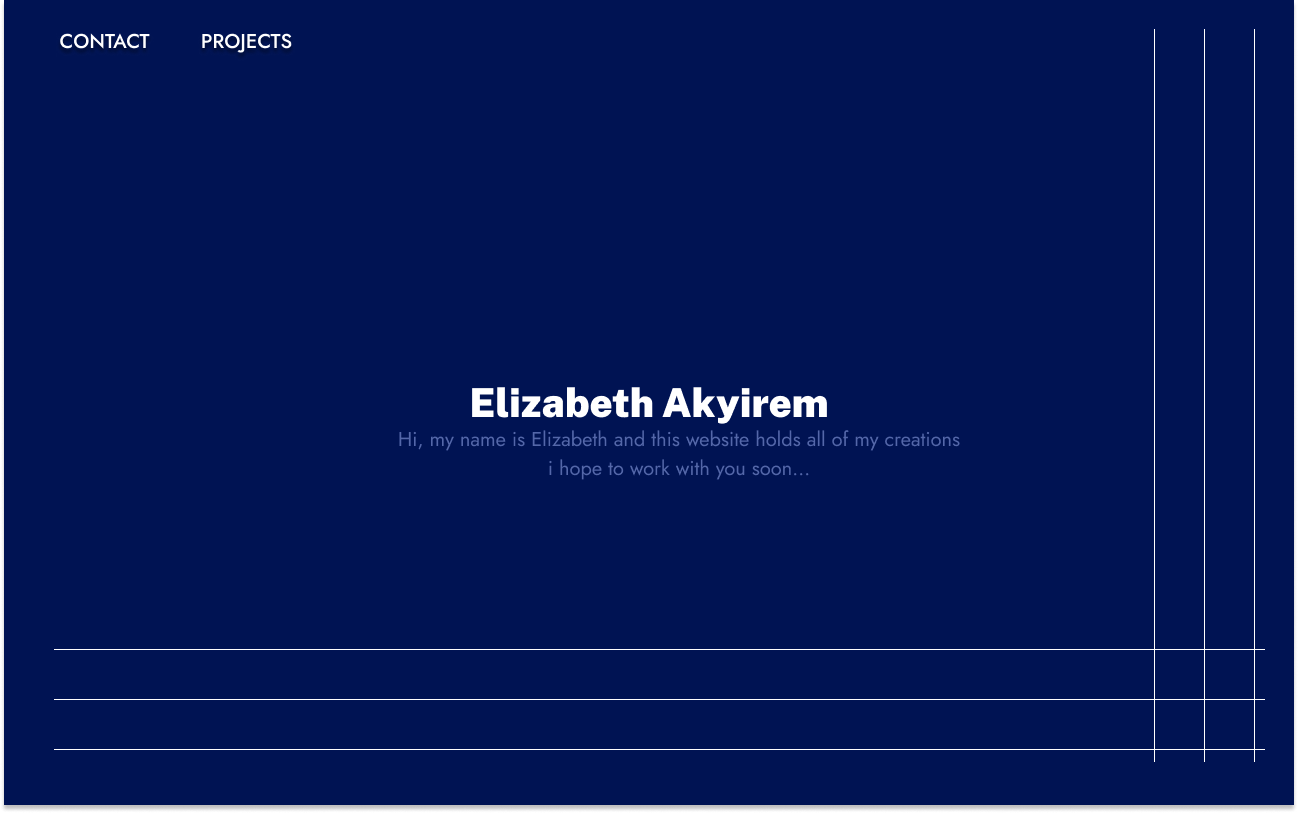 CONTACT PROJECTS
Elizabeth Akyirem
Hi, my name is Elizabeth and this website holds all of my creations
i hope to work with you soon...